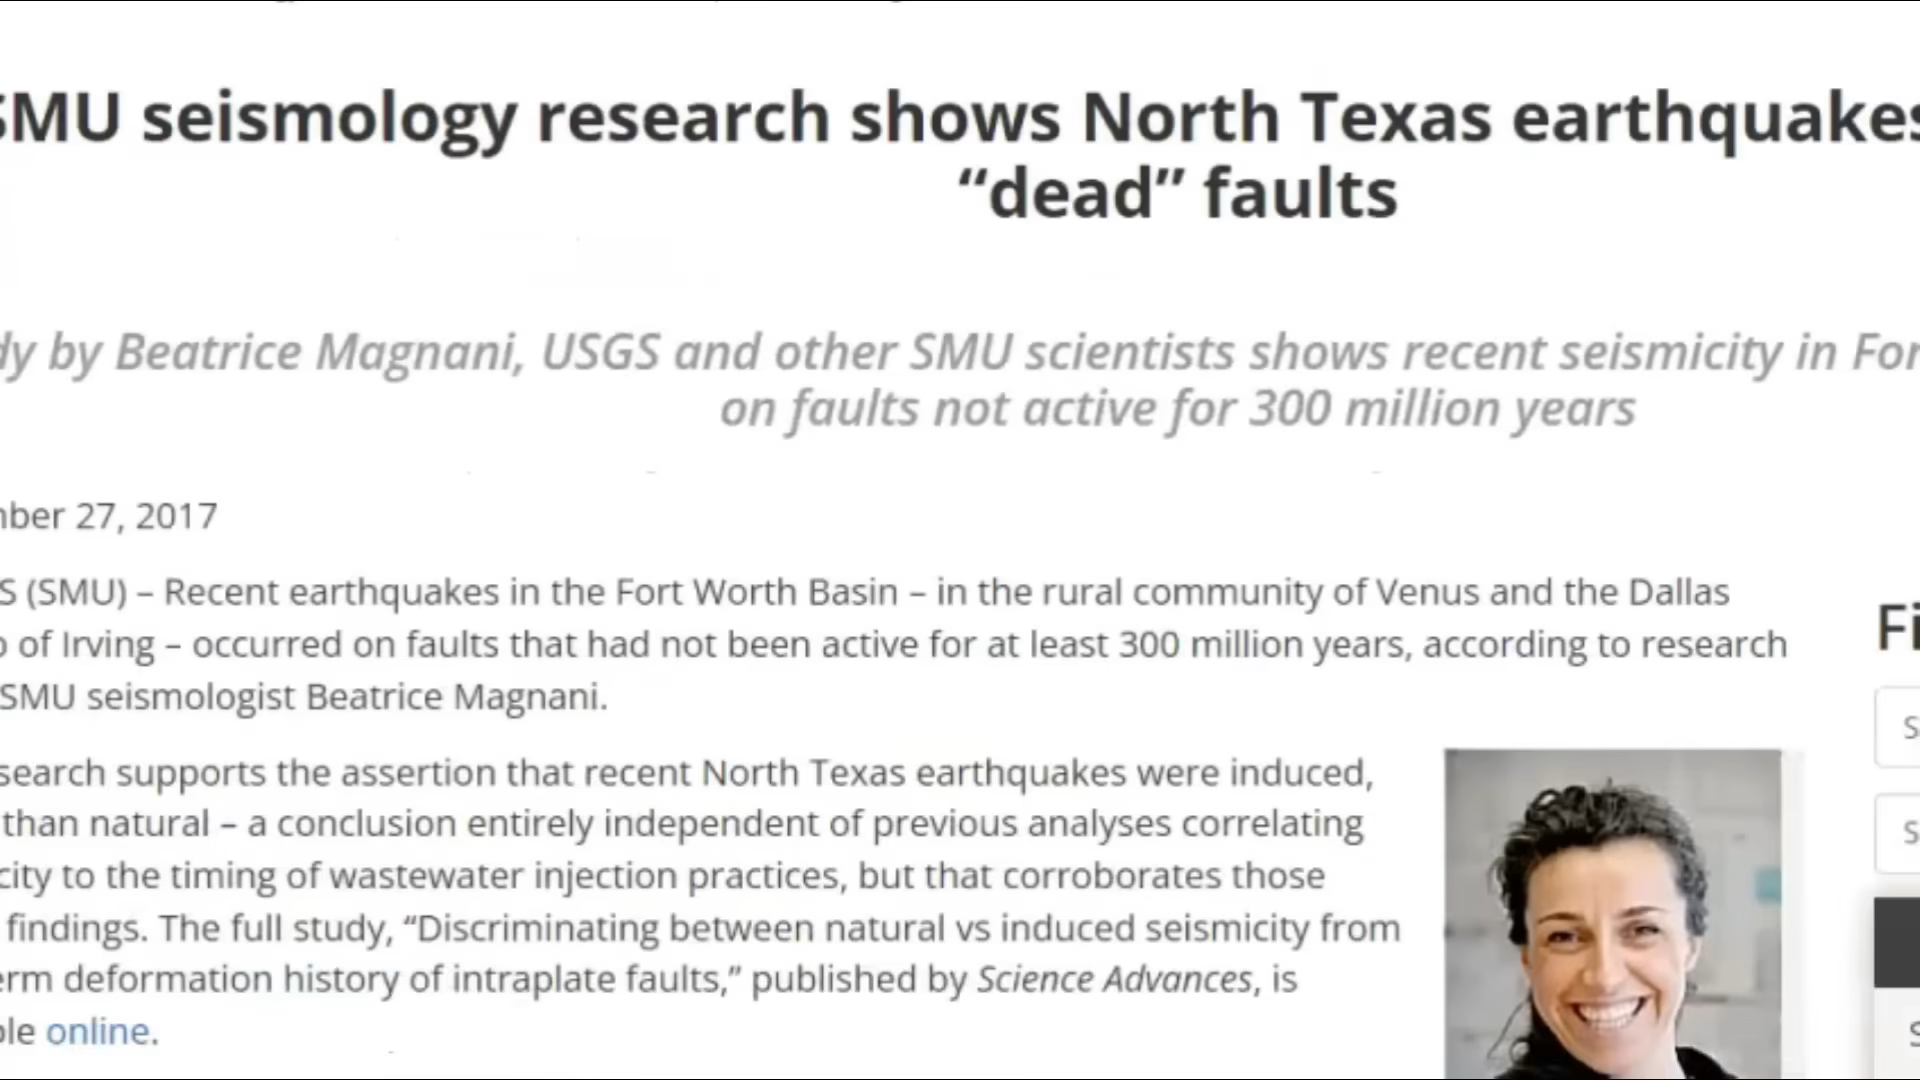 SMU seismology research shows North Texas earthquakes
“dead” faults
dy by Beatrice Magnani, USGS and other SMU scientists shows recent seismicity in For
on faults not active for 300 million years
mber 27, 2017
S (SMU) – Recent earthquakes in the Fort Worth Basin – in the rural community of Venus and the Dallas
b of Irving – occurred on faults that had not been active for at least 300 million years, according to research
SMU seismologist Beatrice Magnani.
search supports the assertion that recent North Texas earthquakes were induced,
than natural – a conclusion entirely independent of previous analyses correlating
city to the timing of wastewater injection practices, but that corroborates those
findings. The full study, “Discriminating between natural vs induced seismicity from
erm deformation history of intraplate faults,” published by Science Advances, is
ble online.
Fi
S
S
S